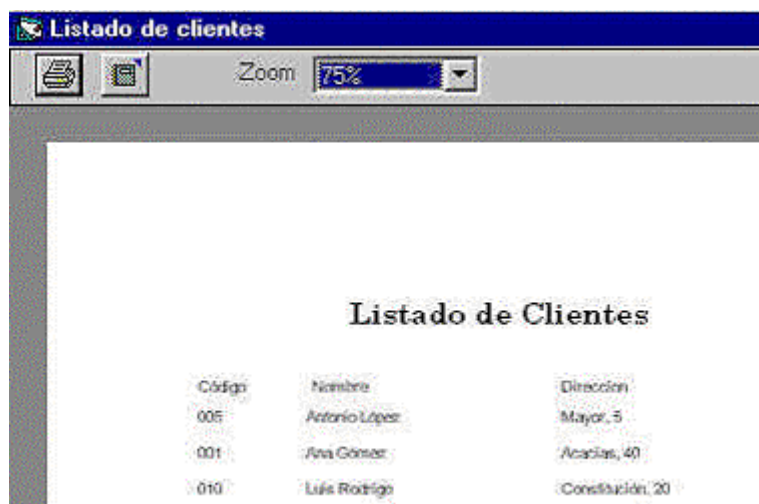 Listado de clientes
Zoom 75%
Listado de Clientes
Código Nombre Direccion
005 Antonio López Mayor, 5
001 Ana Gómez Acacias, 40
010 Luis Rodrigo Constitución, 20